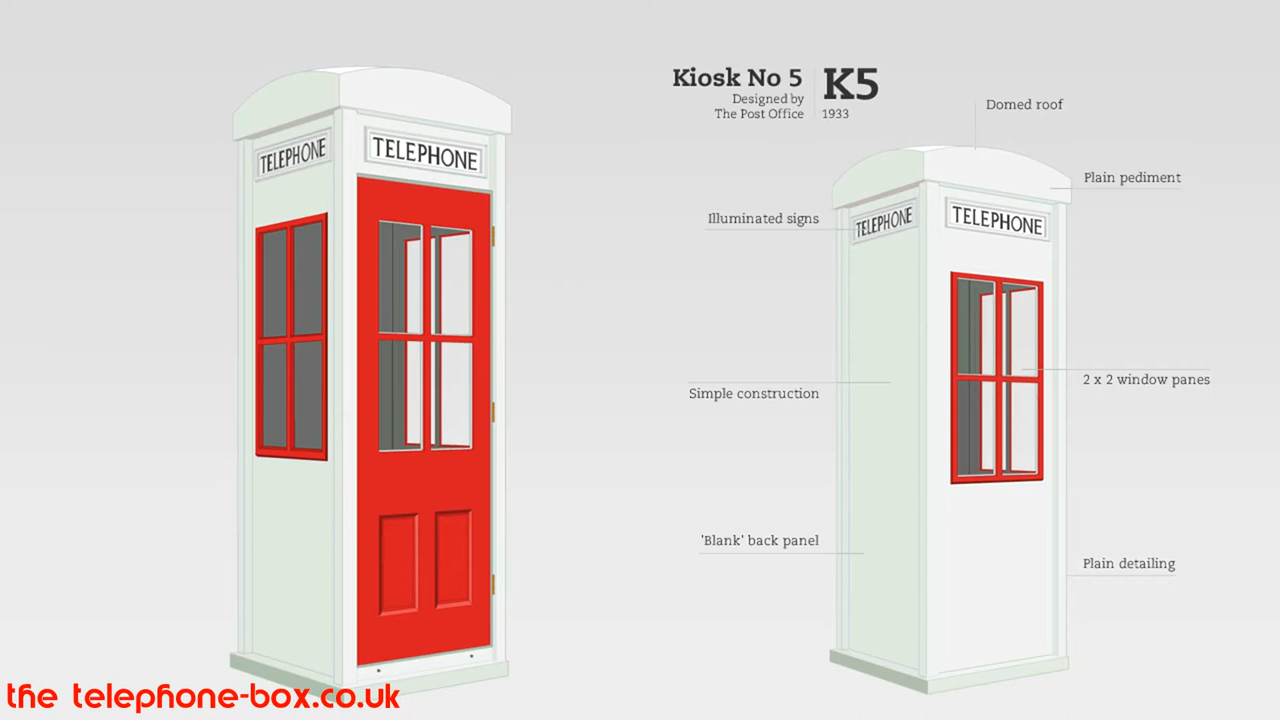 TELEPHONE
TELEPHONE
Kiosk No 5
Designed by
The Post Office
K5
1933
Domed roof
Plain pediment
Illuminated signs
TELEPHONE
TELEPHONE
2 x 2 window panes
Simple construction
'Blank' back panel
Plain detailing
the telephone-box.co.uk